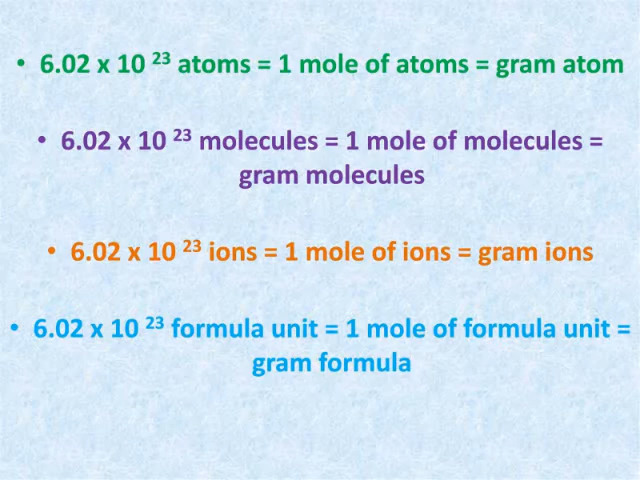 • 6.02 x 10 23 atoms = 1 mole of atoms = gram atom
• 6.02 x 10 23 molecules = 1 mole of molecules =
gram molecules
• 6.02 x 10 23 ions = 1 mole of ions = gram ions
• 6.02 x 10 23 formula unit = 1 mole of formula unit =
gram formula